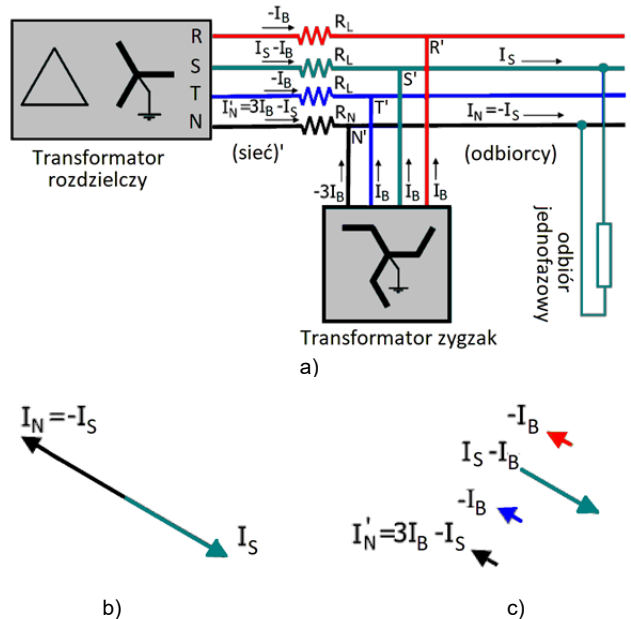 -I_B R_L
R
I_S -I_B R_L
S
-I_B R_L
T
I'_N=3I_B -I_S R_N
N
R'
S'
T'
N'
I_S
I_N=-I_S
Transformator
rozdzielczy
(sieć)'
(odbiorcy)
-3I_B I_B I_B I_B
odbiór
jednofazowy
Transformator zygzak
a)
I_N =-I_S
I_S
b)
-I_B
I_S -I_B
-I_B
I'_N=3I_B -I_S
c)